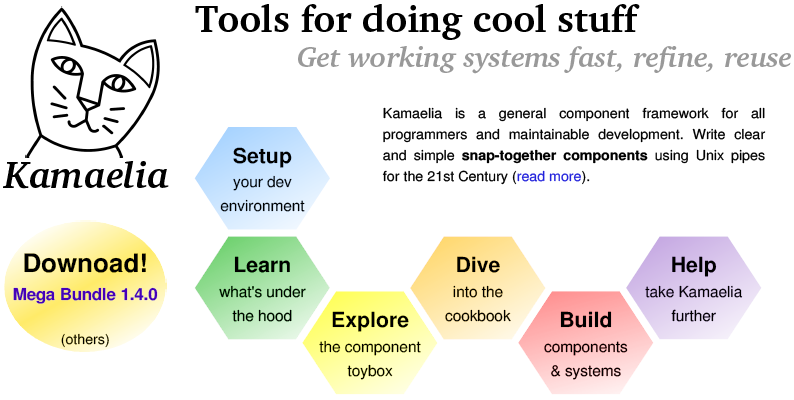 Tools for doing cool stuff
Get working systems fast, refine, reuse
Kamaelia is a general component framework for all
programmers and maintainable development. Write clear
and simple snap-together components using Unix pipes
for the 21st Century (read more).
Kamaelia
Setup
your dev
environment
Downoad!
Mega Bundle 1.4.0
(others)
Learn
what's under
the hood
Explore
the component
toybox
Dive
into the
cookbook
Build
components
& systems
Help
take Kamaelia
further